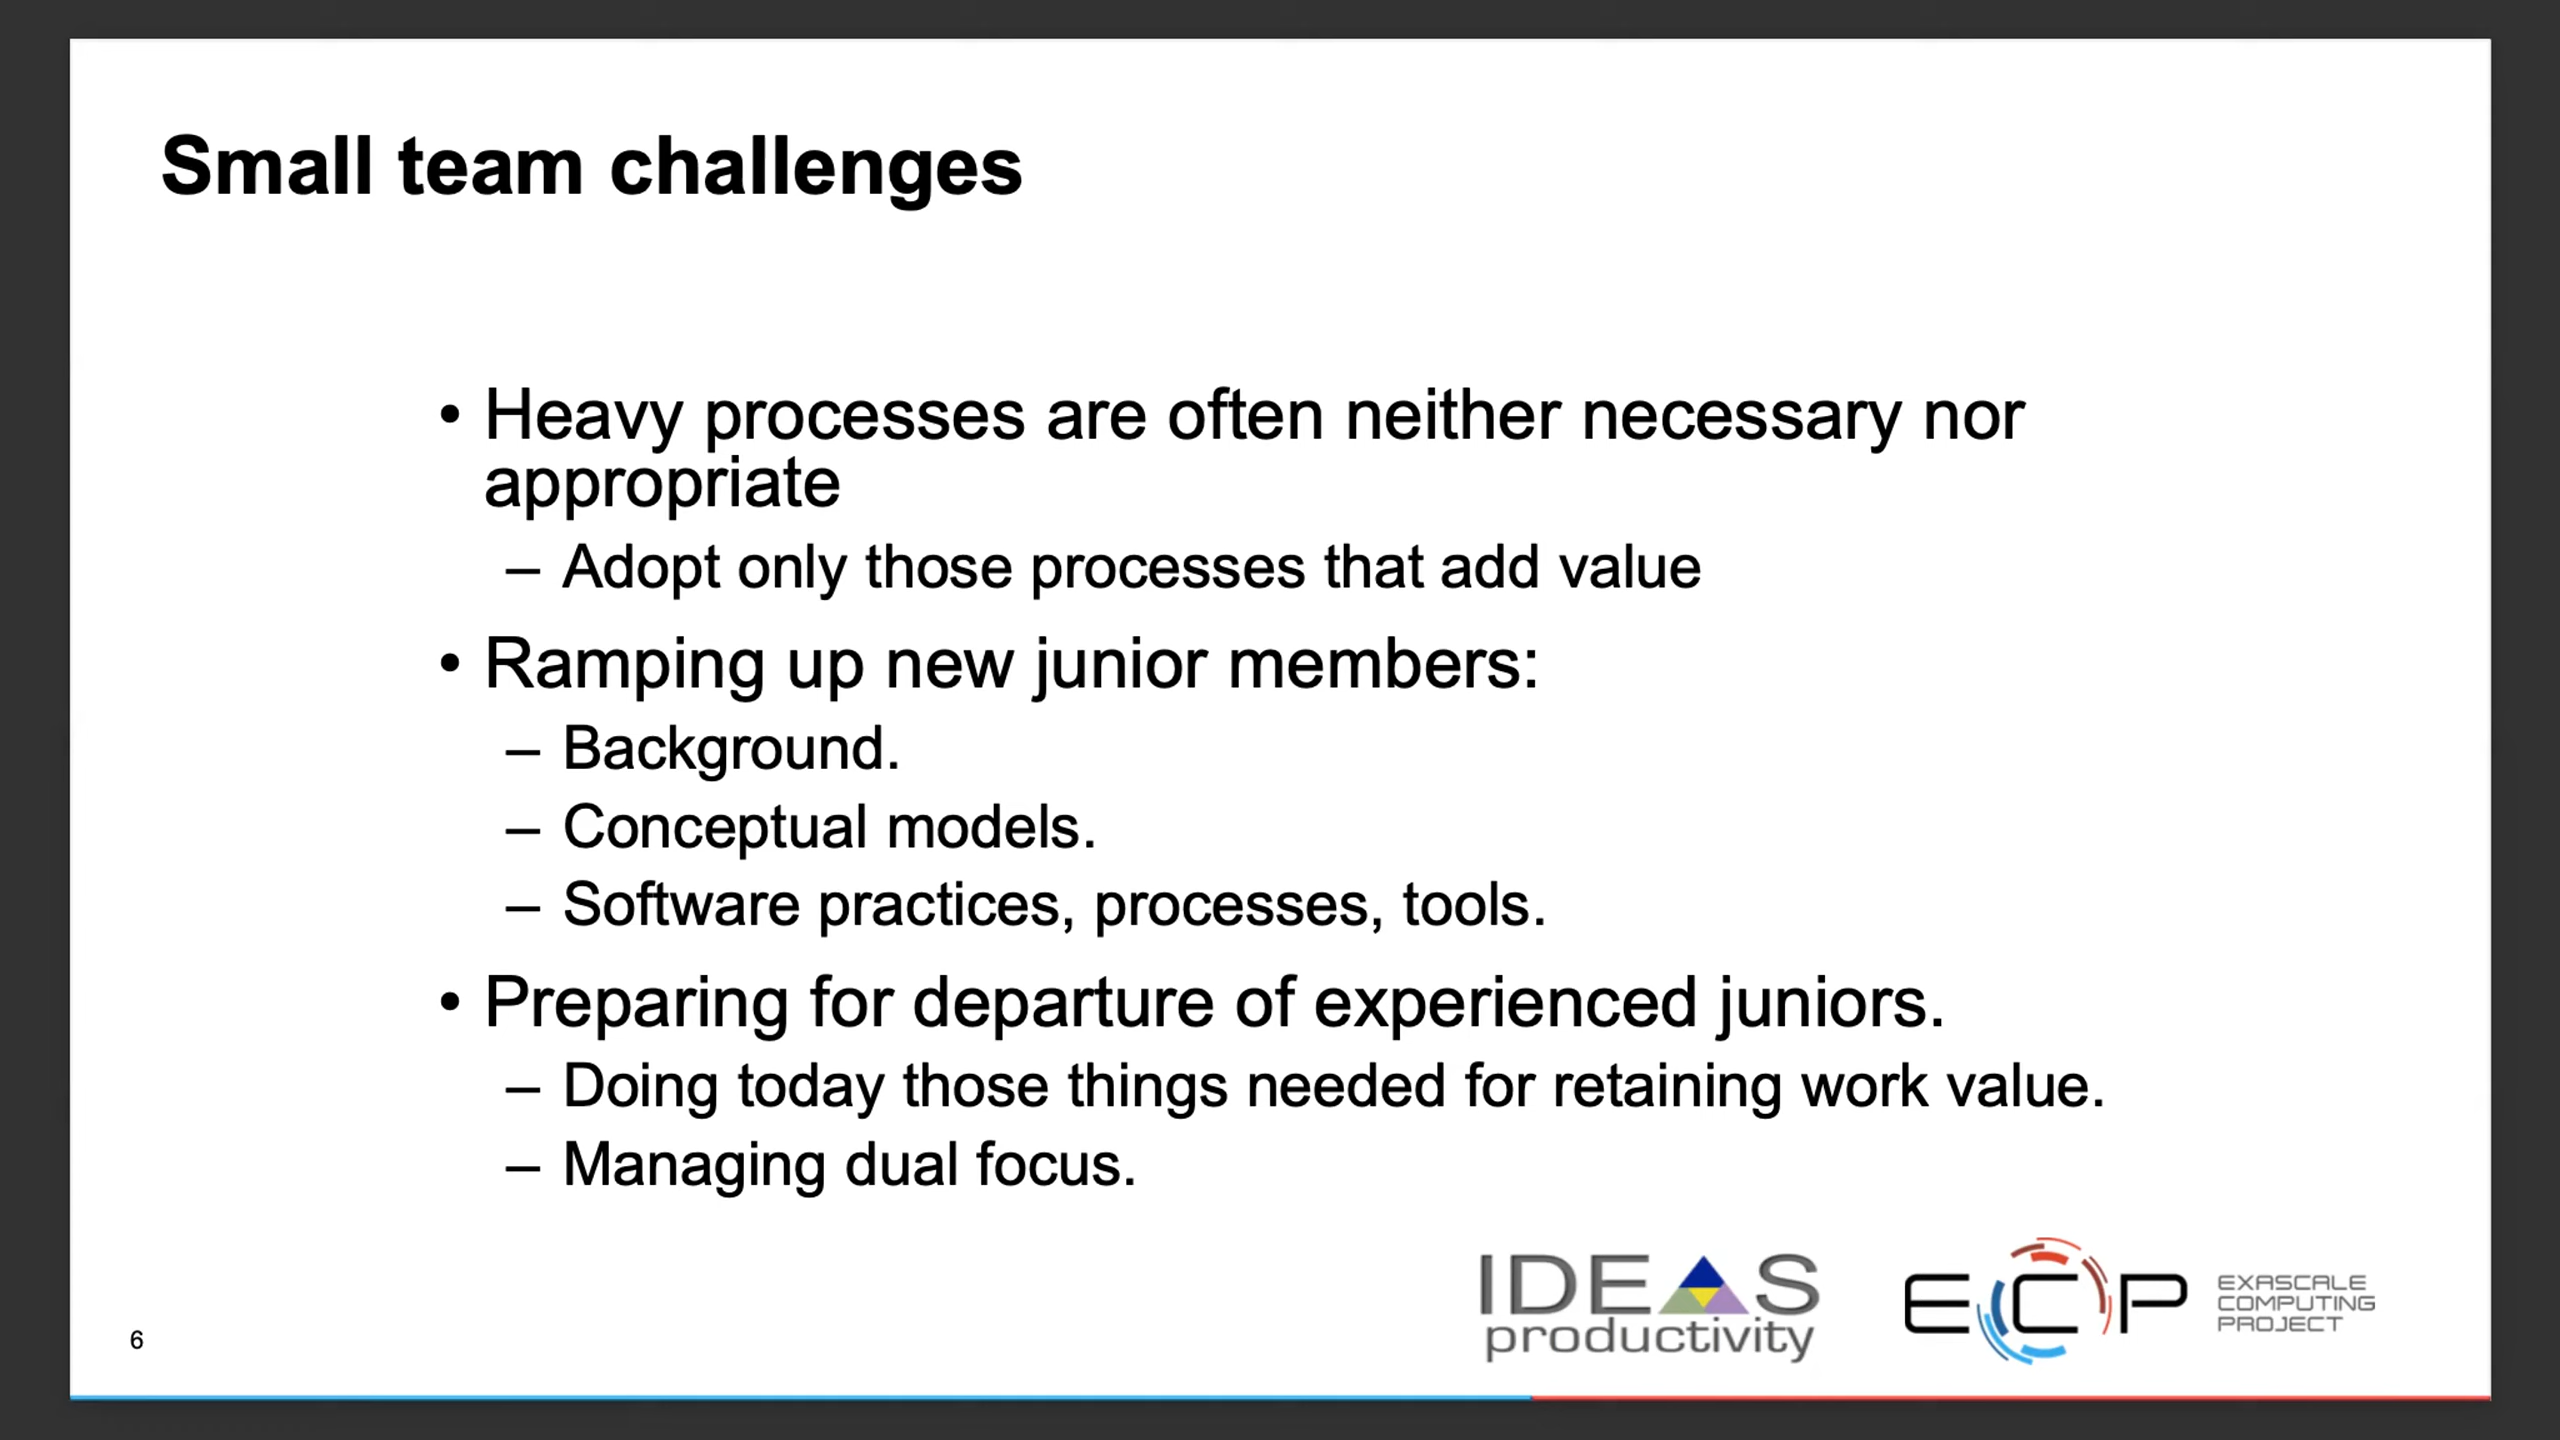 Small team challenges
• Heavy processes are often neither necessary nor
appropriate
– Adopt only those processes that add value
• Ramping up new junior members:
– Background.
– Conceptual models.
– Software practices, processes, tools.
• Preparing for departure of experienced juniors.
– Doing today those things needed for retaining work value.
– Managing dual focus.
6
IDEAS
productivity
ECP
EXASCALE
COMPUTING
PROJECT